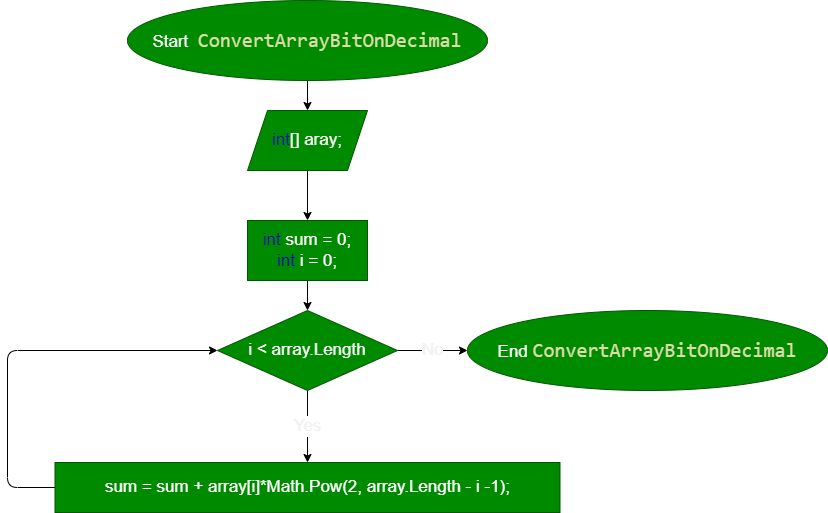 Start ConvertArrayBitOnDecimal
int[] aray;
int sum = 0;
int i = 0;
i < array.Length
No
End ConvertArrayBitOnDecimal
Yes
sum = sum + array[i]*Math.Pow(2, array.Length - i -1);